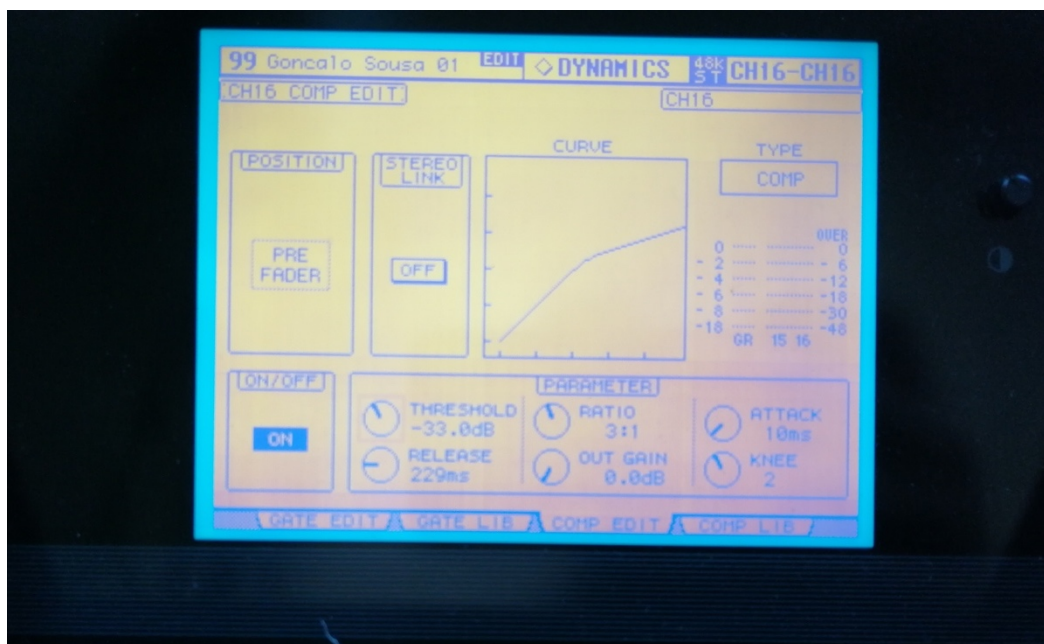 99 Goncalo Sousa 01 EDIT ◇ DYNAMICS 48K ST CH16-CH16
CH16 COMP EDIT CH16
CURVE TYPE
POSITION STEREO LINK COMP
PRE FADER OFF
OVER
0 0
- 2 - 6
- 4 -12
- 6 -18
- 8 -30
-18 -48
GR 15 16
ON/OFF PARAMETER
THRESHOLD RATIO ATTACK
-33.0dB 3:1 10ms
ON
RELEASE OUT GAIN KNEE
229ms 0.0dB 2
GATE EDIT GATE LIB COMP EDIT COMP LIB